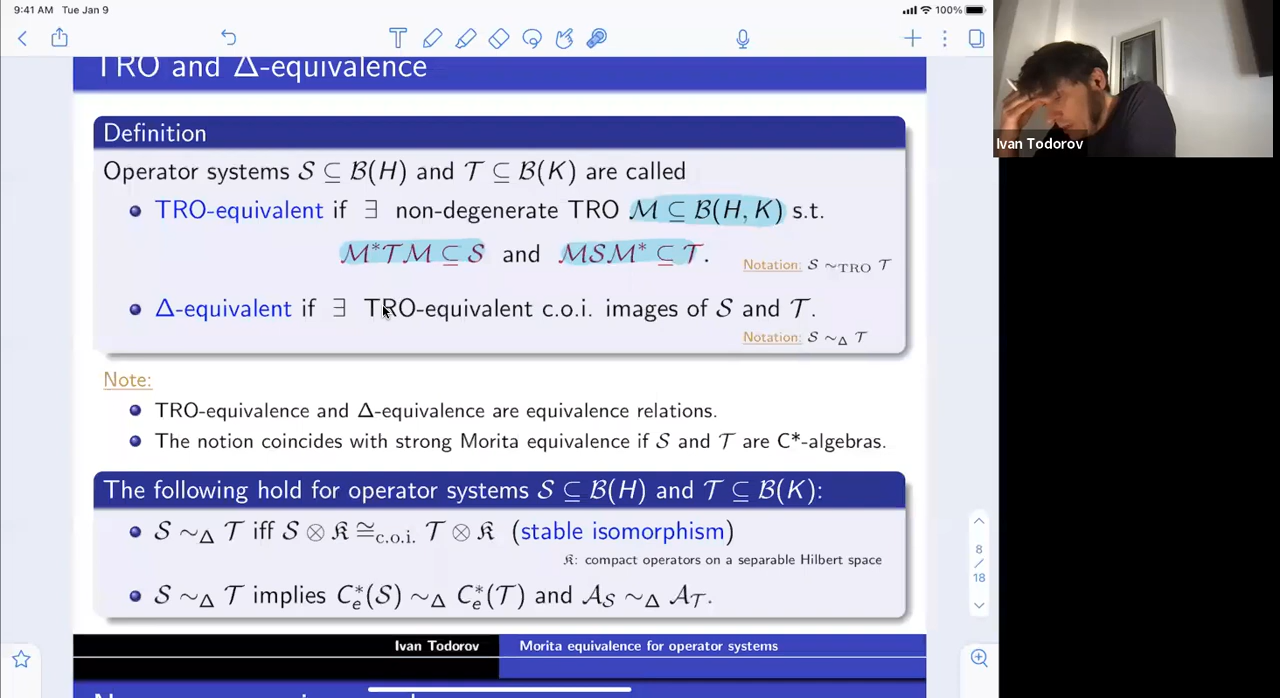 9:41 AM Tue Jan 9
100%
TRO and Δ-equivalence
Definition
Operator systems 𝒮 ⊆ ℬ(H) and 𝒯 ⊆ ℬ(K) are called
TRO-equivalent if ∃ non-degenerate TRO ℳ ⊆ ℬ(H, K) s.t.
ℳ*𝒯ℳ ⊆ 𝒮 and ℳ𝒮ℳ* ⊆ 𝒯.
Notation: 𝒮 ∼TRO 𝒯
Δ-equivalent if ∃ TRO-equivalent c.o.i. images of 𝒮 and 𝒯.
Notation: 𝒮 ∼Δ 𝒯
Note:
TRO-equivalence and Δ-equivalence are equivalence relations.
The notion coincides with strong Morita equivalence if 𝒮 and 𝒯 are C*-algebras.
The following hold for operator systems 𝒮 ⊆ ℬ(H) and 𝒯 ⊆ ℬ(K):
𝒮 ∼Δ 𝒯 iff 𝒮 ⊗ 𝔎 ≅c.o.i. 𝒯 ⊗ 𝔎 (stable isomorphism)
𝔎: compact operators on a separable Hilbert space
𝒮 ∼Δ 𝒯 implies C*e(𝒮) ∼Δ C*e(𝒯) and 𝒜𝒮 ∼Δ 𝒜𝒯.
Ivan Todorov
Morita equivalence for operator systems
8
/
18
Ivan Todorov